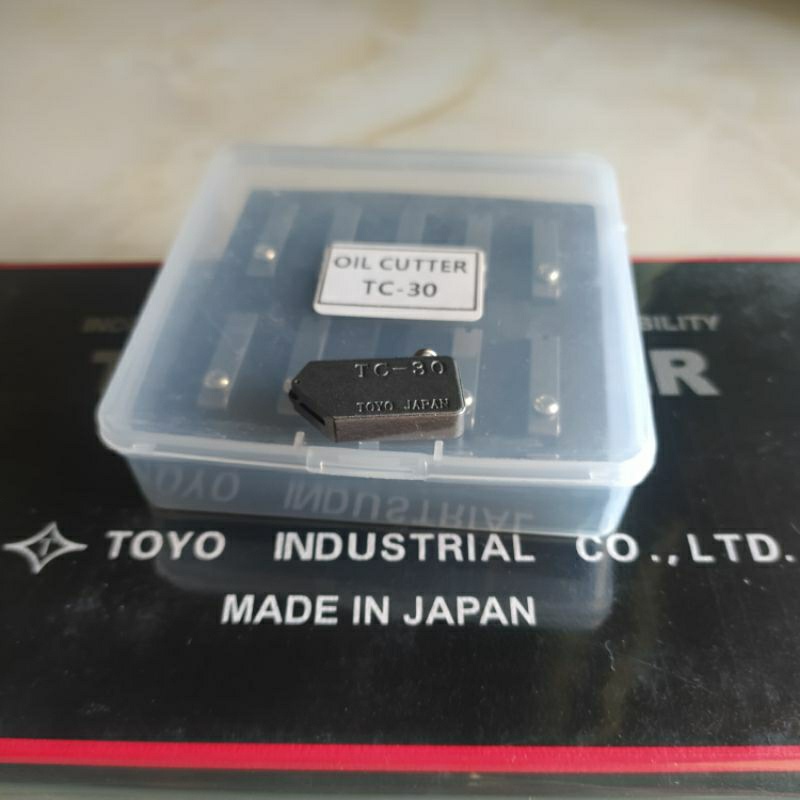 OIL CUTTER
TC-30
TC-30
TOYO JAPAN
TOYO INDUSTRIAL CO.,LTD.
MADE IN JAPAN